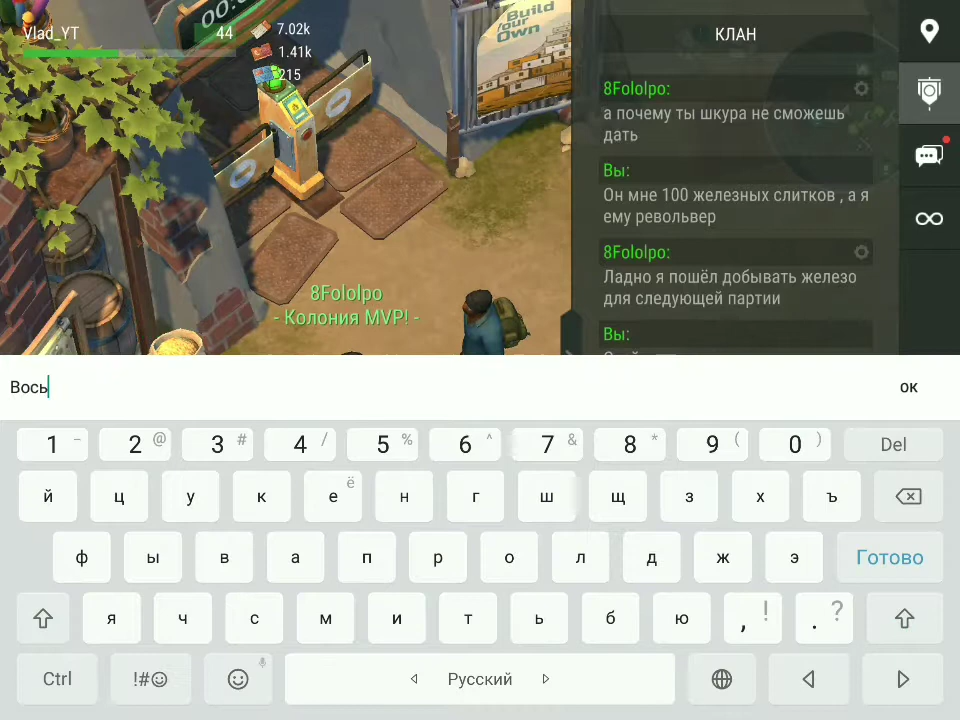 Vlad_YT
44
7.02k
1.41k
215
Build
Your
Own
8Fololpo
- Колония MVP! -
КЛАН
8Fololpo:
а почему ты шкура не сможешь
дать
Вы:
Он мне 100 железных слитков , а я
ему револьвер
8Fololpo:
Ладно я пошёл добывать железо
для следующей партии
Вы:
Вось
ок
1 – 2 @ 3 # 4 / 5 % 6 ^ 7 & 8 * 9 ( 0 ) Del
й ц у к е ё н г ш щ з х ъ
ф ы в а п р о л д ж э Готово
я ч с м и т ь б ю , ! . ?
Ctrl !#☺ Русский